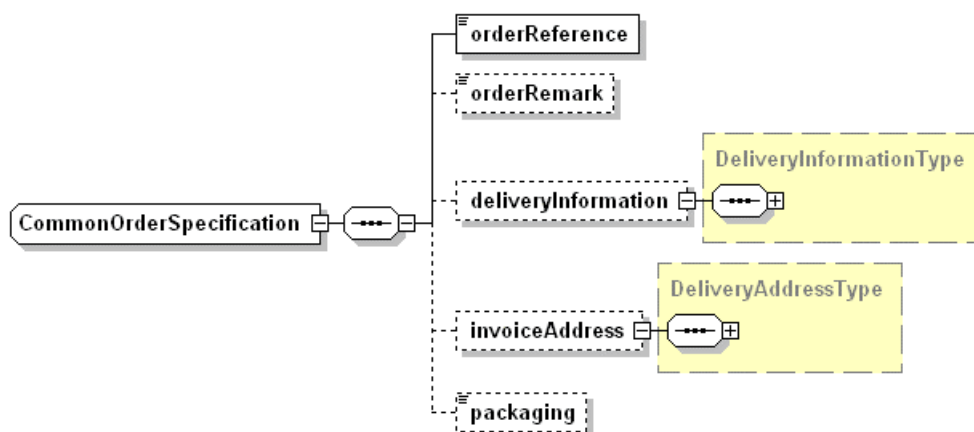 orderReference
orderRemark
DeliveryInformationType
deliveryInformation
CommonOrderSpecification
DeliveryAddressType
invoiceAddress
packaging